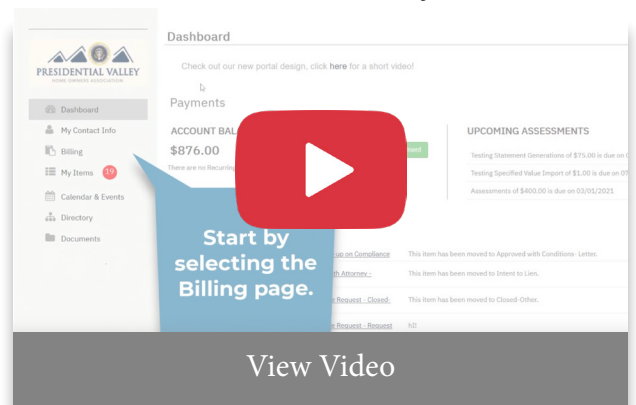 Dashboard
PRESIDENTIAL VALLEY
HOME OWNERS ASSOCIATION
Check out our new portal design, click here for a short video!
Payments
Dashboard
My Contact Info
Billing
My Items 19
Calendar & Events
Directory
Documents
ACCOUNT BAL
$876.00
There are no Recurring
UPCOMING ASSESSMENTS
Testing Statement Generations of $75.00 is due on
Testing Specified Value Import of $1.00 is due on 07
Assessments of $400.00 is due on 03/01/2021
Start by
selecting the
Billing page.
up on Compliance This item has been moved to Approved with Conditions- Letter.
th Attorney - This item has been moved to Intent to Lien.
e Request - Closed- This item has been moved to Closed-Other.
e Request - Request
View Video